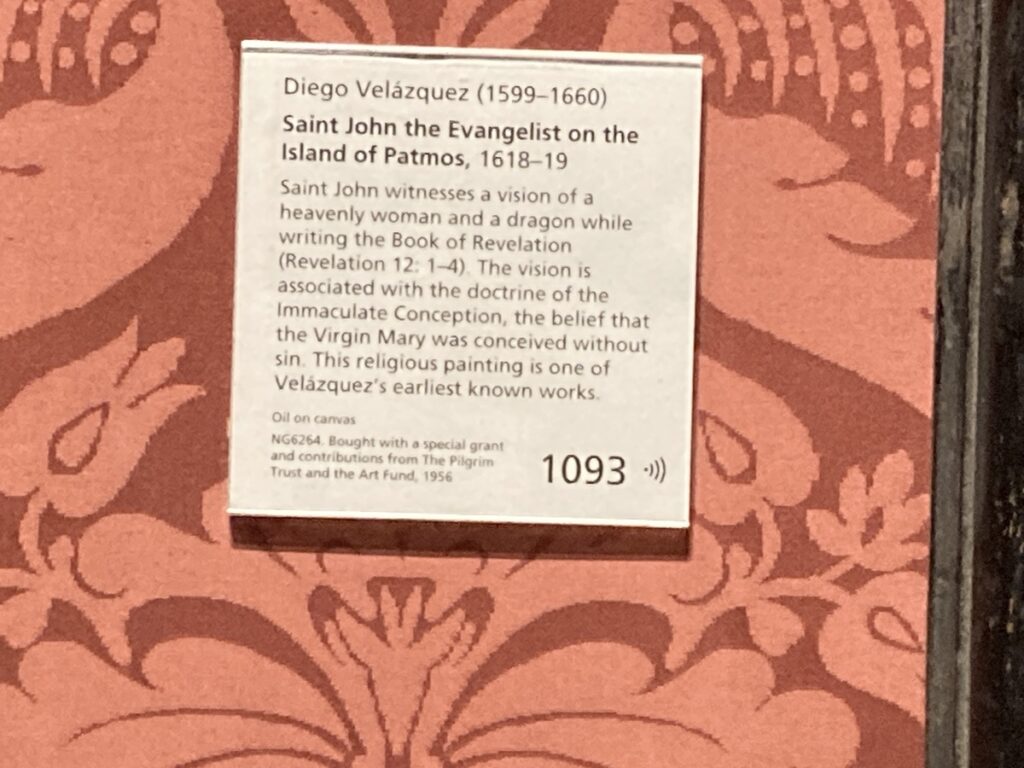 Diego Velázquez (1599–1660)
Saint John the Evangelist on the
Island of Patmos, 1618–19
Saint John witnesses a vision of a
heavenly woman and a dragon while
writing the Book of Revelation
(Revelation 12: 1–4). The vision is
associated with the doctrine of the
Immaculate Conception, the belief that
the Virgin Mary was conceived without
sin. This religious painting is one of
Velázquez's earliest known works.
Oil on canvas
NG6264. Bought with a special grant
and contributions from The Pilgrim
Trust and the Art Fund, 1956
1093